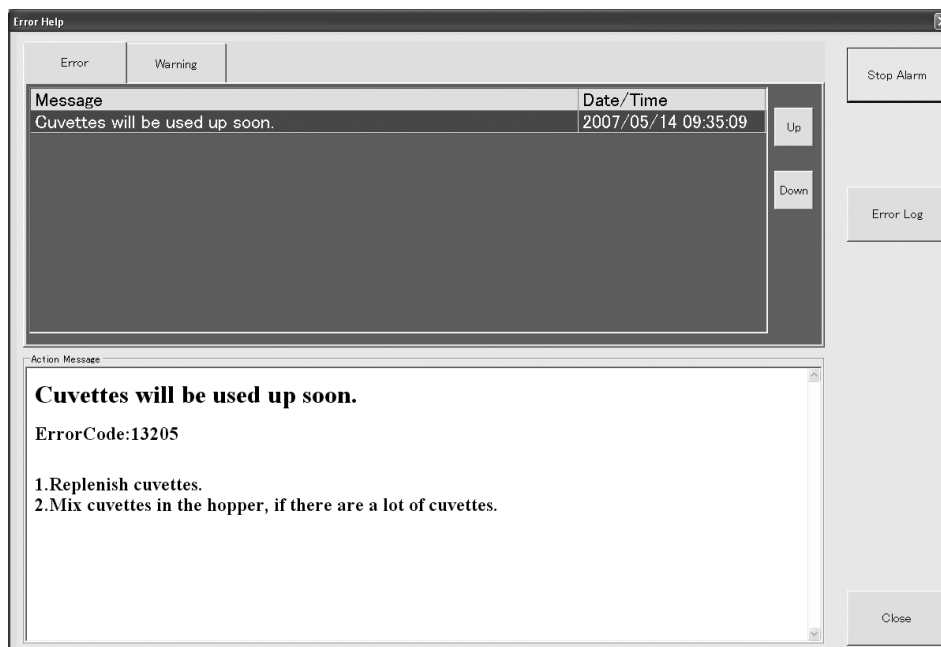 Error Help
Error
Warning
Stop Alarm
Message Date/Time
Cuvettes will be used up soon. 2007/05/14 09:35:09
Up
Down
Error Log
Action Message
Cuvettes will be used up soon.
ErrorCode:13205
1.Replenish cuvettes.
2.Mix cuvettes in the hopper, if there are a lot of cuvettes.
Close